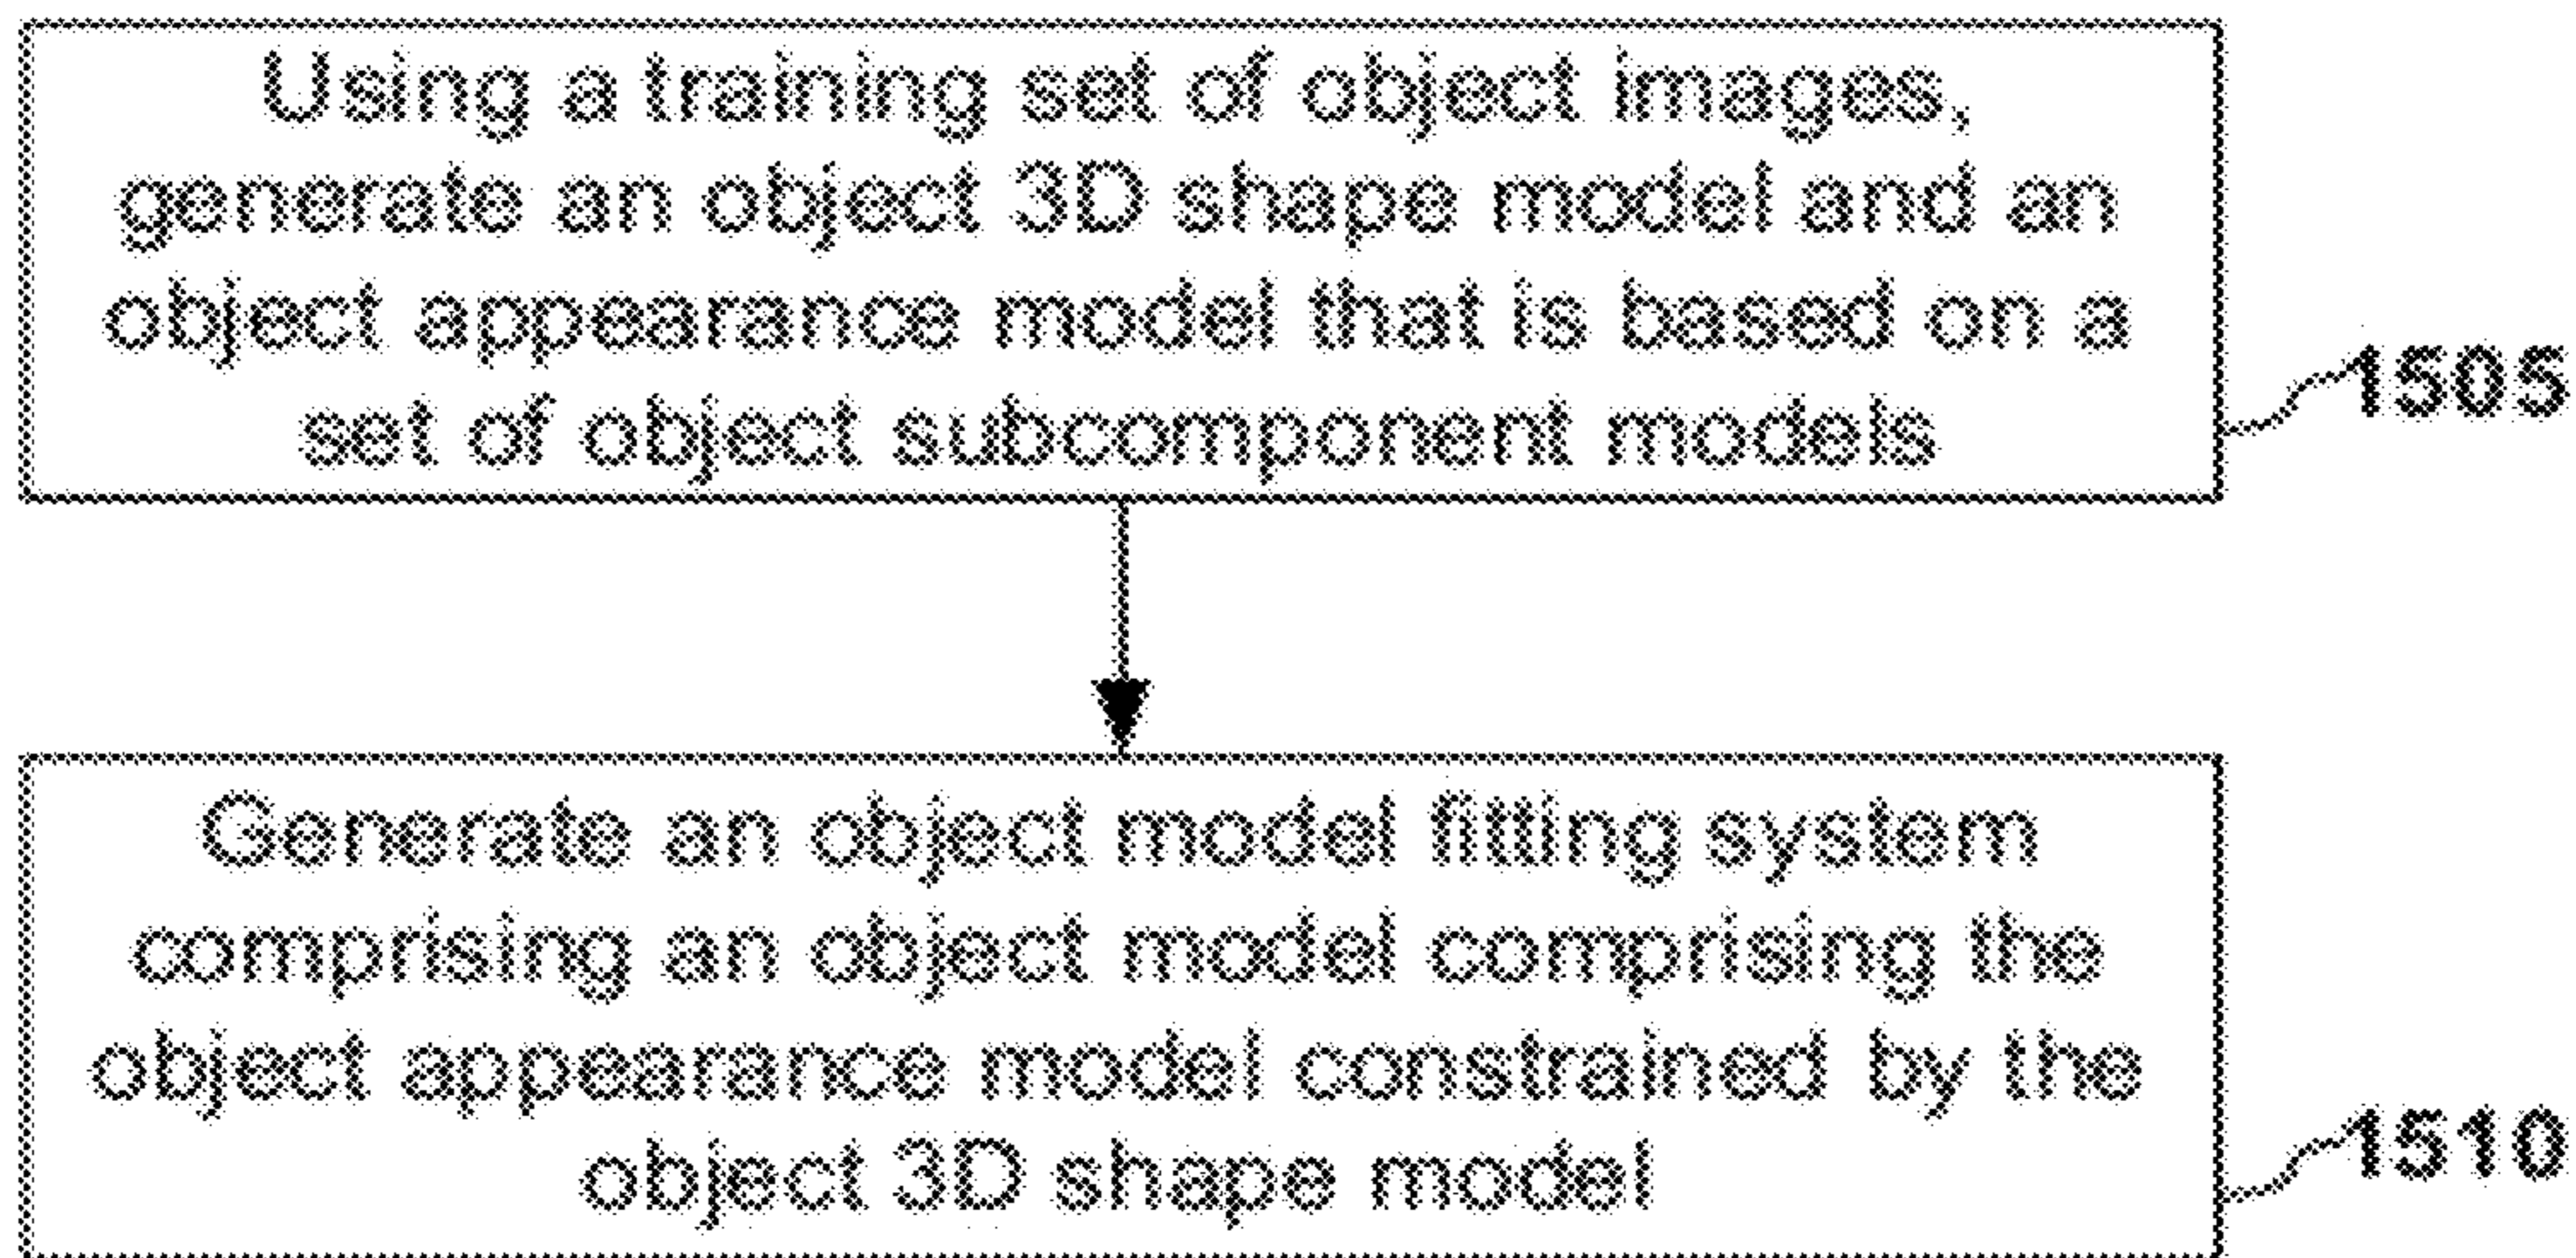 Using a training set of object images,
generate an object 3D shape model and an
object appearance model that is based on a
set of object subcomponent models
1505
Generate an object model fitting system
comprising an object model comprising the
object appearance model constrained by the
object 3D shape model
1510